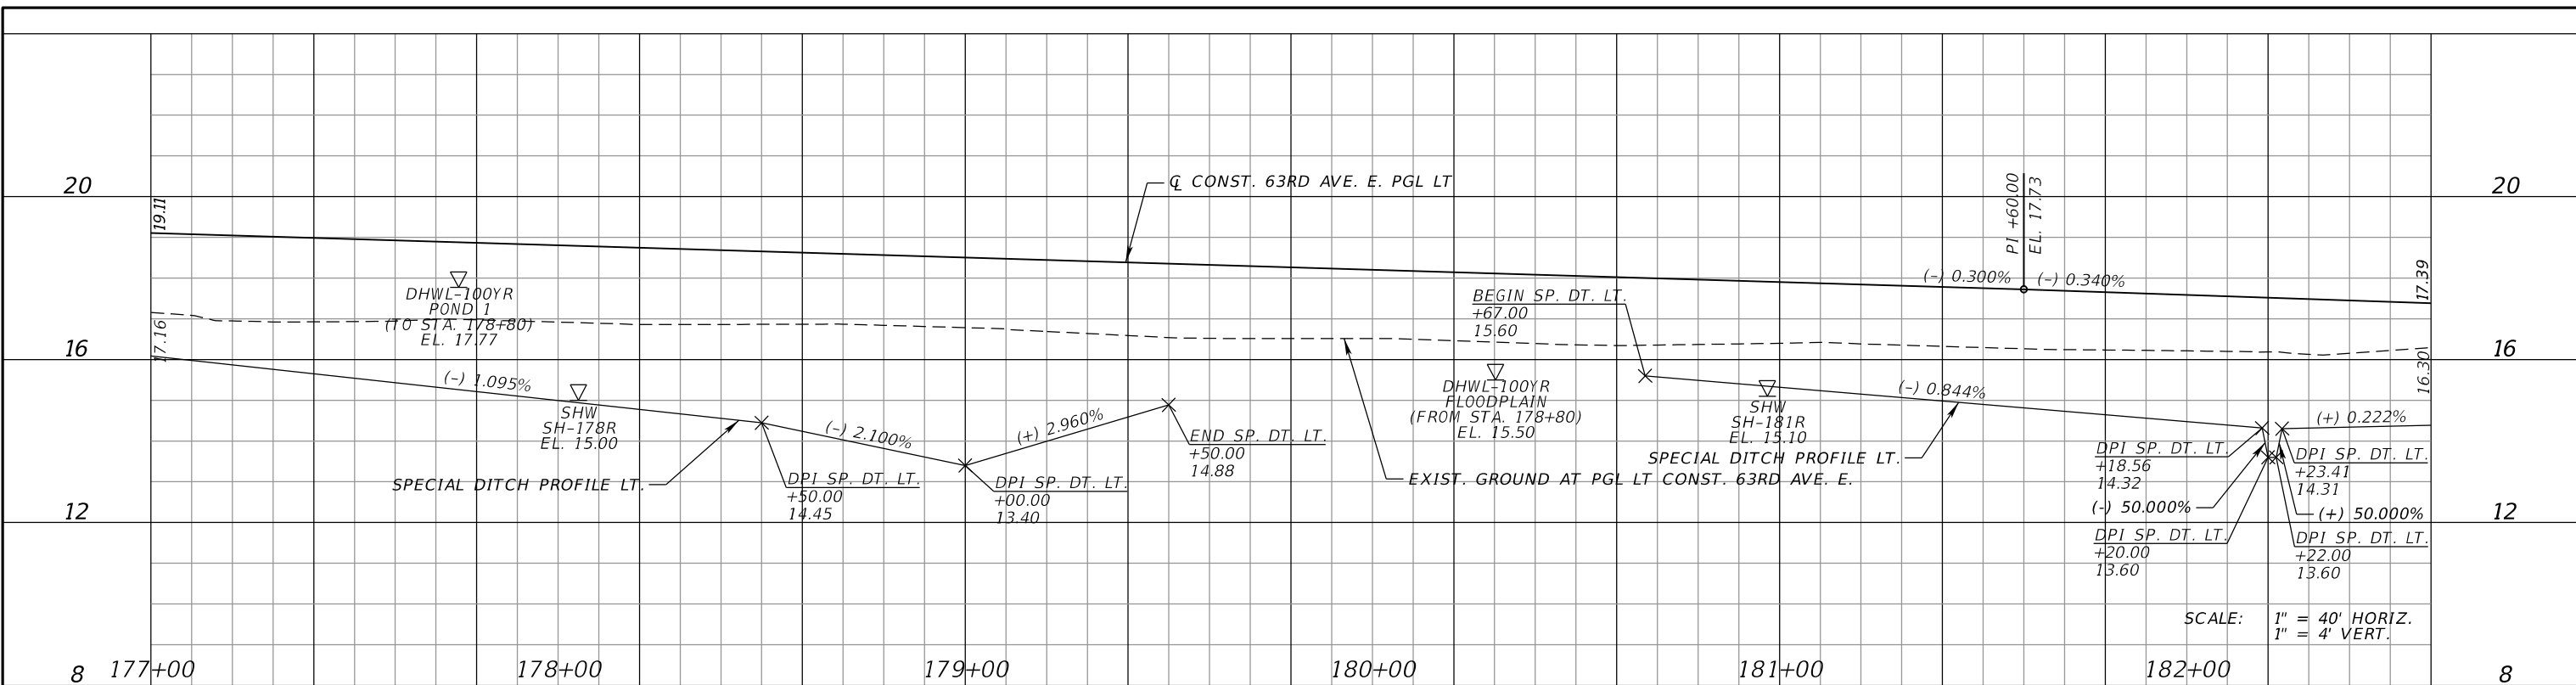 20
20
19.11
℄ CONST. 63RD AVE. E. PGL LT
PI +60.00
EL. 17.73
(-) 0.300%
(-) 0.340%
17.39
DHWL-100YR
POND 1
(TO STA. 178+80)
EL. 17.77
BEGIN SP. DT. LT.
+67.00
15.60
16
16
17.16
16.30
(-) 1.095%
SHW
SH-178R
EL. 15.00
(-) 2.100%
(+) 2.960%
END SP. DT. LT.
+50.00
14.88
DHWL-100YR
FLOODPLAIN
(FROM STA. 178+80)
EL. 15.50
SHW
SH-181R
EL. 15.10
(-) 0.844%
(+) 0.222%
SPECIAL DITCH PROFILE LT.
DPI SP. DT. LT.
+50.00
14.45
DPI SP. DT. LT.
+00.00
13.40
EXIST. GROUND AT PGL LT CONST. 63RD AVE. E.
SPECIAL DITCH PROFILE LT.
DPI SP. DT. LT.
+18.56
14.32
(-) 50.000%
DPI SP. DT. LT.
+20.00
13.60
DPI SP. DT. LT.
+23.41
14.31
(+) 50.000%
DPI SP. DT. LT.
+22.00
13.60
12
12
SCALE: 1" = 40' HORIZ.
1" = 4' VERT.
8
177+00
178+00
179+00
180+00
181+00
182+00
8